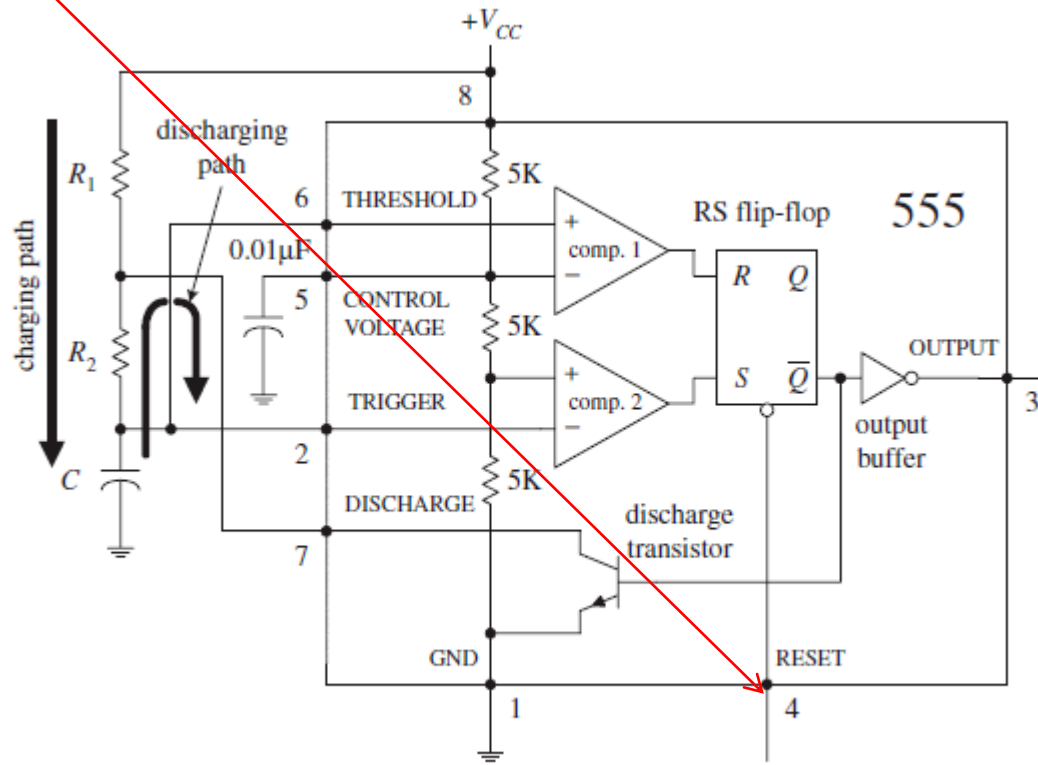 +V_CC
8
discharging
path
R_1
5K
6
THRESHOLD
+
comp. 1
−
RS flip-flop
555
0.01µF
5
CONTROL
VOLTAGE
R
Q
charging path
5K
R_2
OUTPUT
S
Q̅
3
+
comp. 2
−
TRIGGER
2
output
buffer
C
5K
DISCHARGE
7
discharge
transistor
GND
RESET
1
4